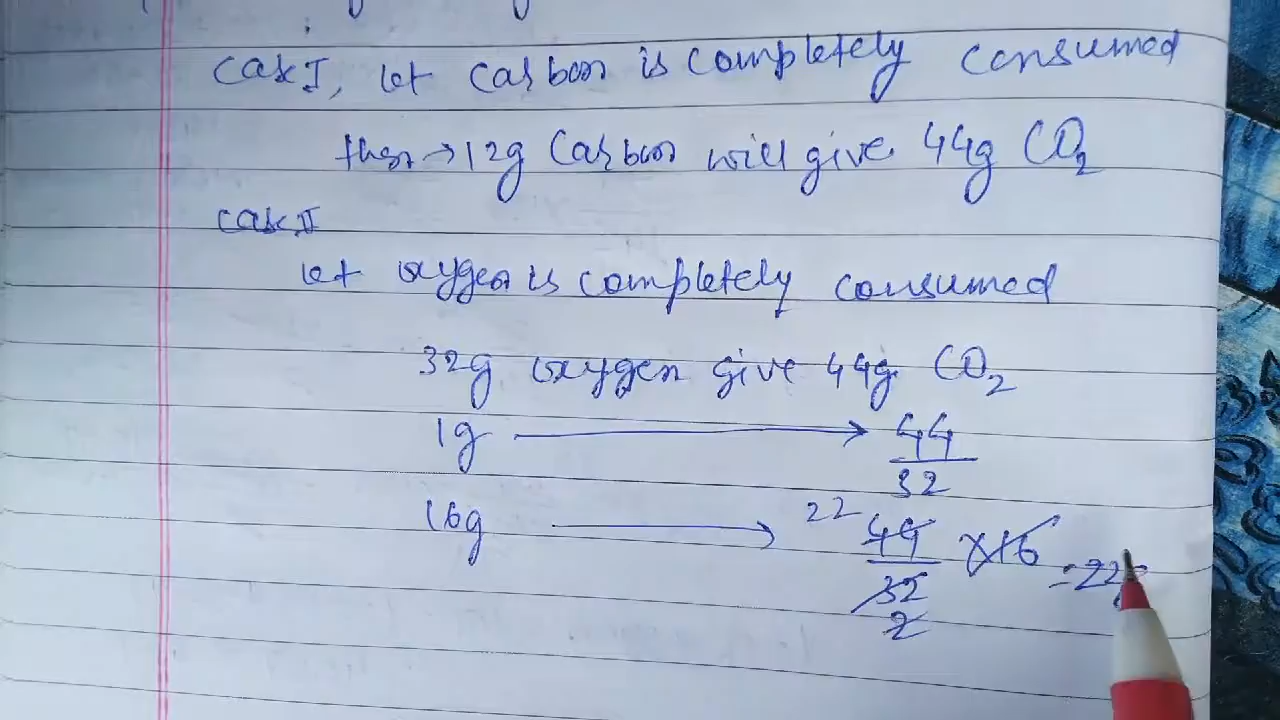 Case I, let carbon is completely consumed
then → 12g Carbon will give 44g CO₂
Case II
let oxygen is completely consumed
32g oxygen give 44g CO₂
1g → 44/32
16g → 22 44/32 2 × 16 = 22g